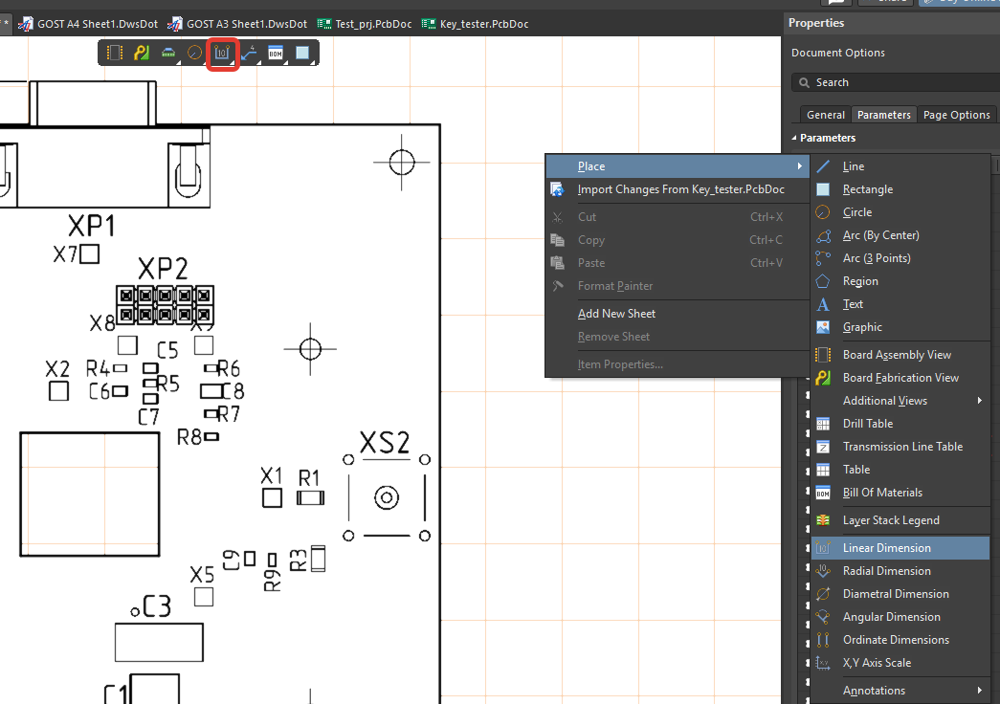 GOST A4 Sheet1.DwsDot
GOST A3 Sheet1.DwsDot
Test_prj.PcbDoc
Key_tester.PcbDoc
Properties
Document Options
Search
General
Parameters
Page Options
Parameters
10
4
BOM
Place
Import Changes From Key_tester.PcbDoc
Cut Ctrl+X
Copy Ctrl+C
Paste Ctrl+V
Format Painter
Add New Sheet
Remove Sheet
Item Properties...
Line
Rectangle
Circle
Arc (By Center)
Arc (3 Points)
Region
Text
Graphic
Board Assembly View
Board Fabrication View
Additional Views
Drill Table
Transmission Line Table
Table
Bill Of Materials
Layer Stack Legend
Linear Dimension
Radial Dimension
Diametral Dimension
Angular Dimension
Ordinate Dimensions
X,Y Axis Scale
Annotations
XP1
X7
XP2
X8
C5
X2
R4
R6
R5
C6
C8
C7
R7
R8
XS2
X1
R1
C9
R9
R3
X5
C3
C1